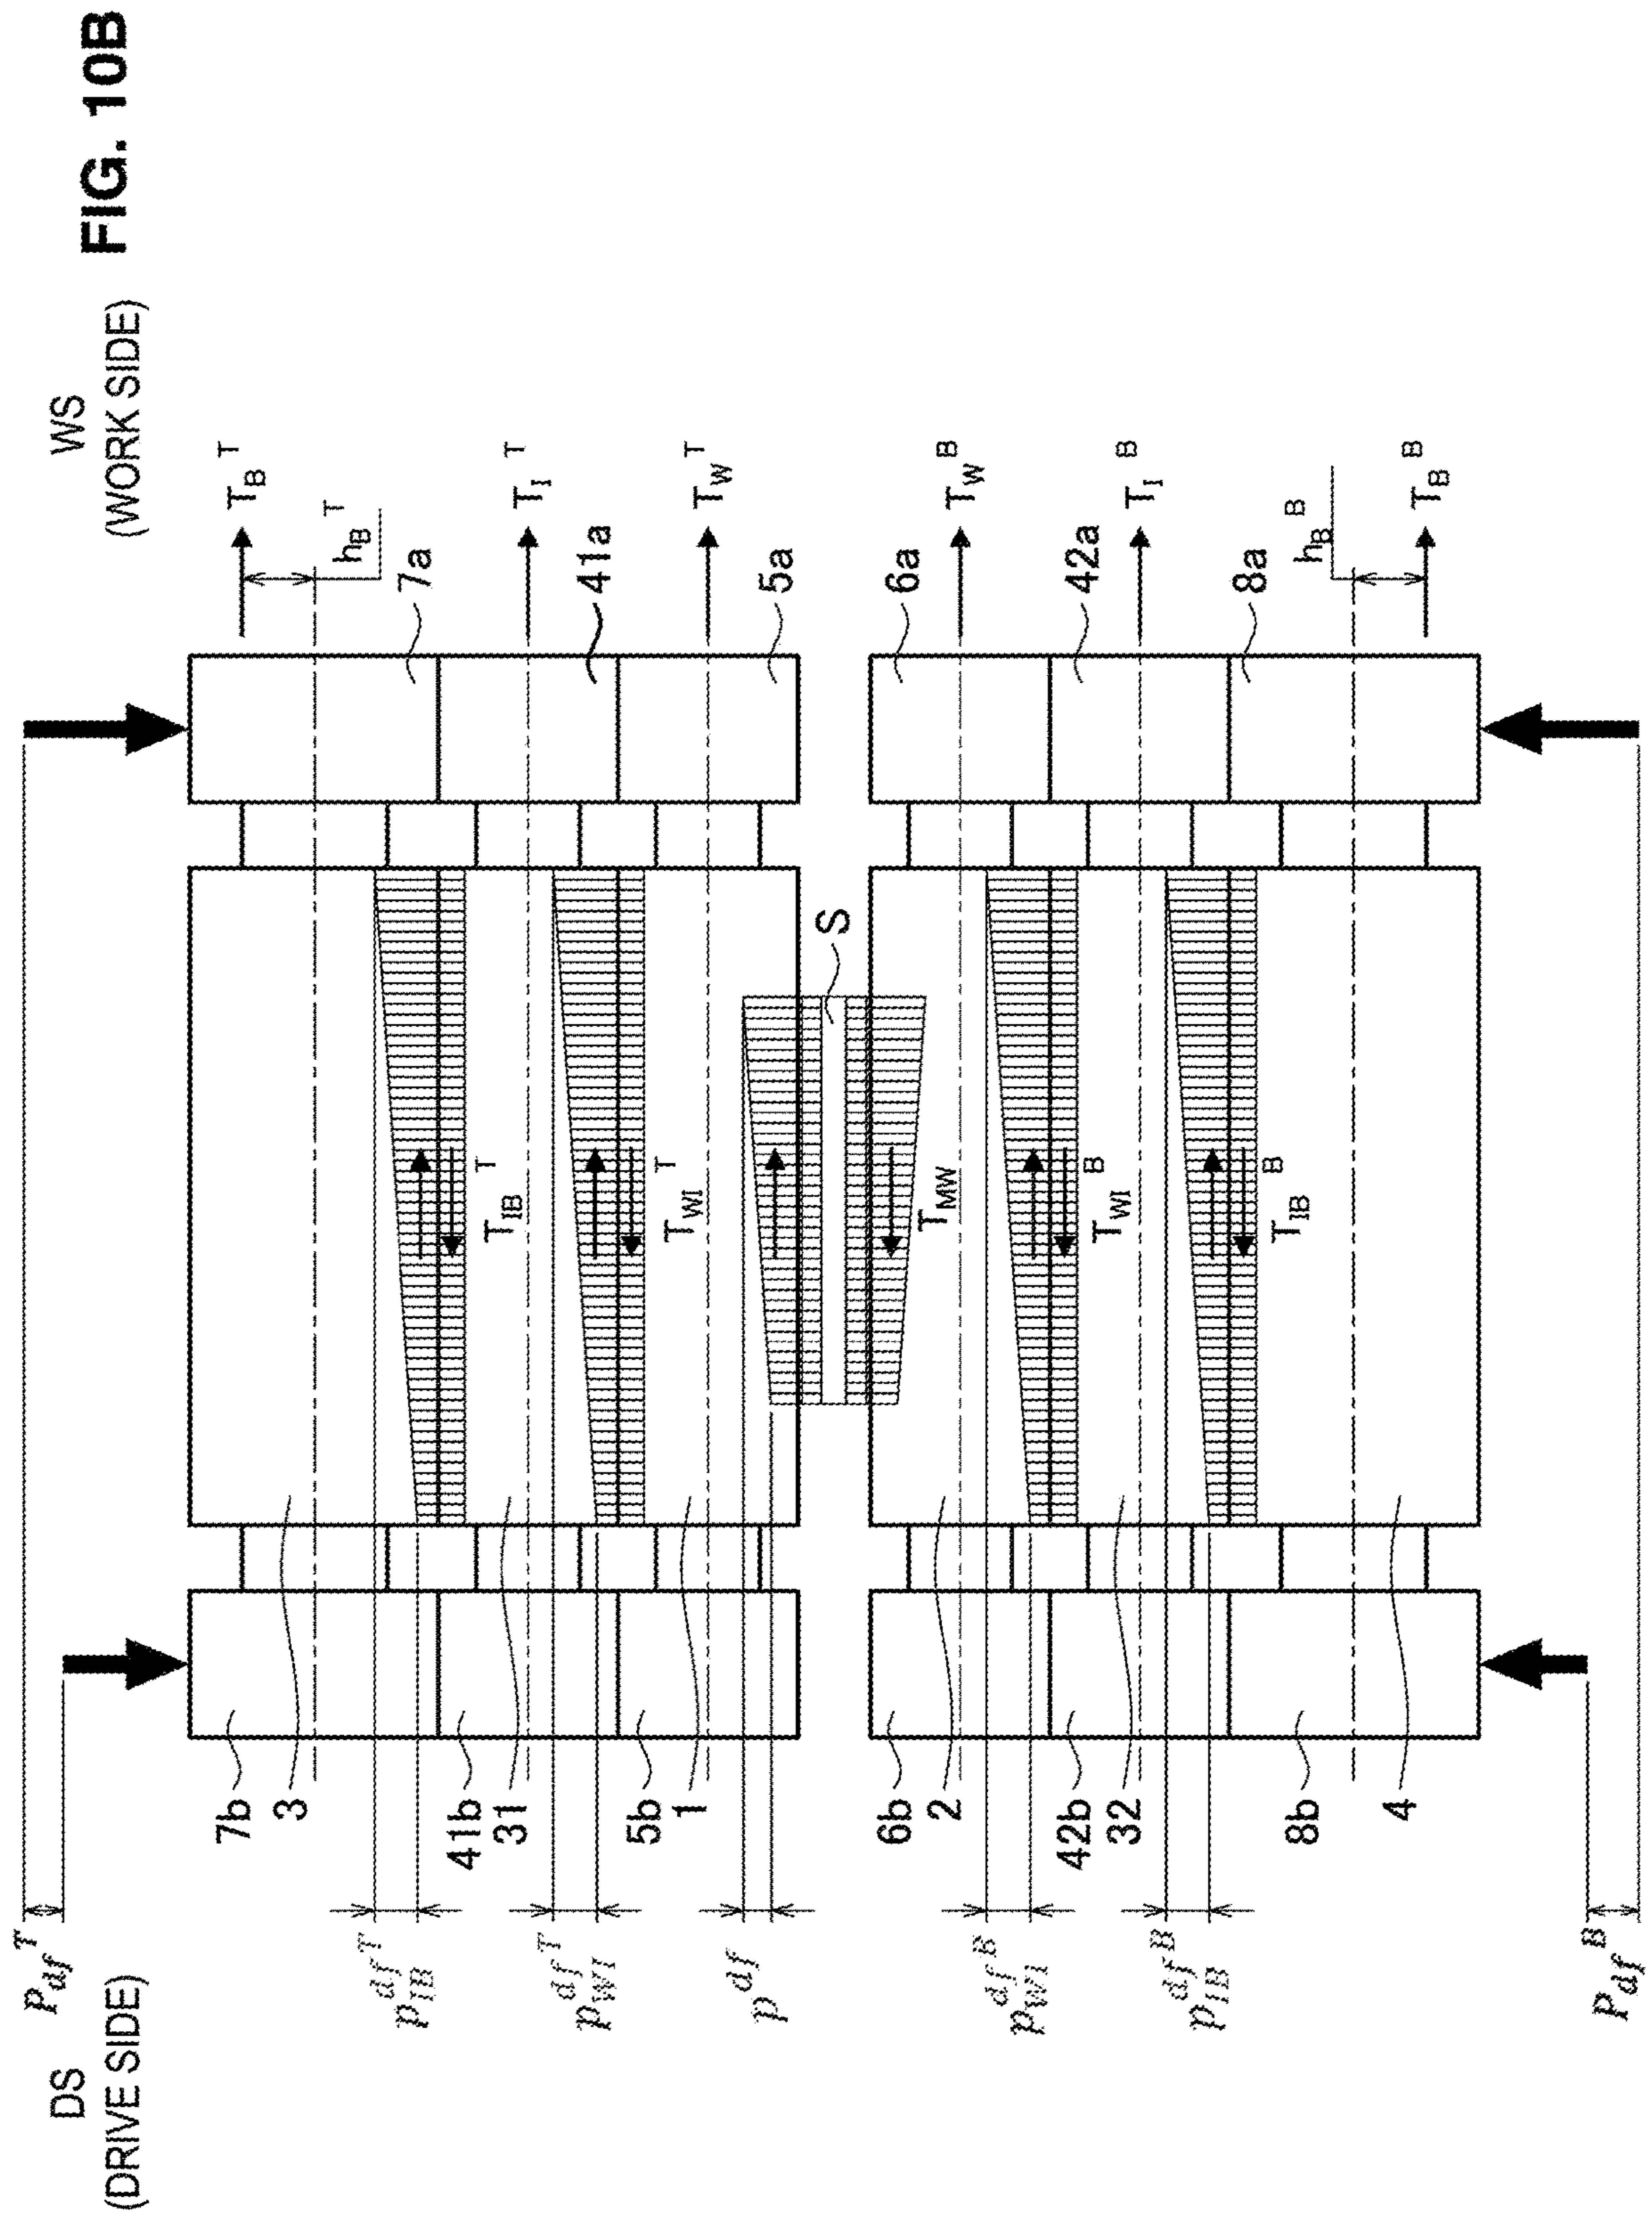 FIG. 10B
DS
(DRIVE SIDE)
WS
(WORK SIDE)
P_df^T
7b
3
T_B^T
h_B^T
7a
p_IB^df^T
T_IB^T
41b
31
T_I^T
41a
p_WI^df^T
T_WI^T
5b
1
T_W^T
5a
p^df
S
T_MW
6b
2
T_W^B
6a
p_WI^df^B
T_WI^B
42b
32
T_I^B
42a
p_IB^df^B
T_IB^B
8b
4
8a
h_B^B
T_B^B
P_df^B